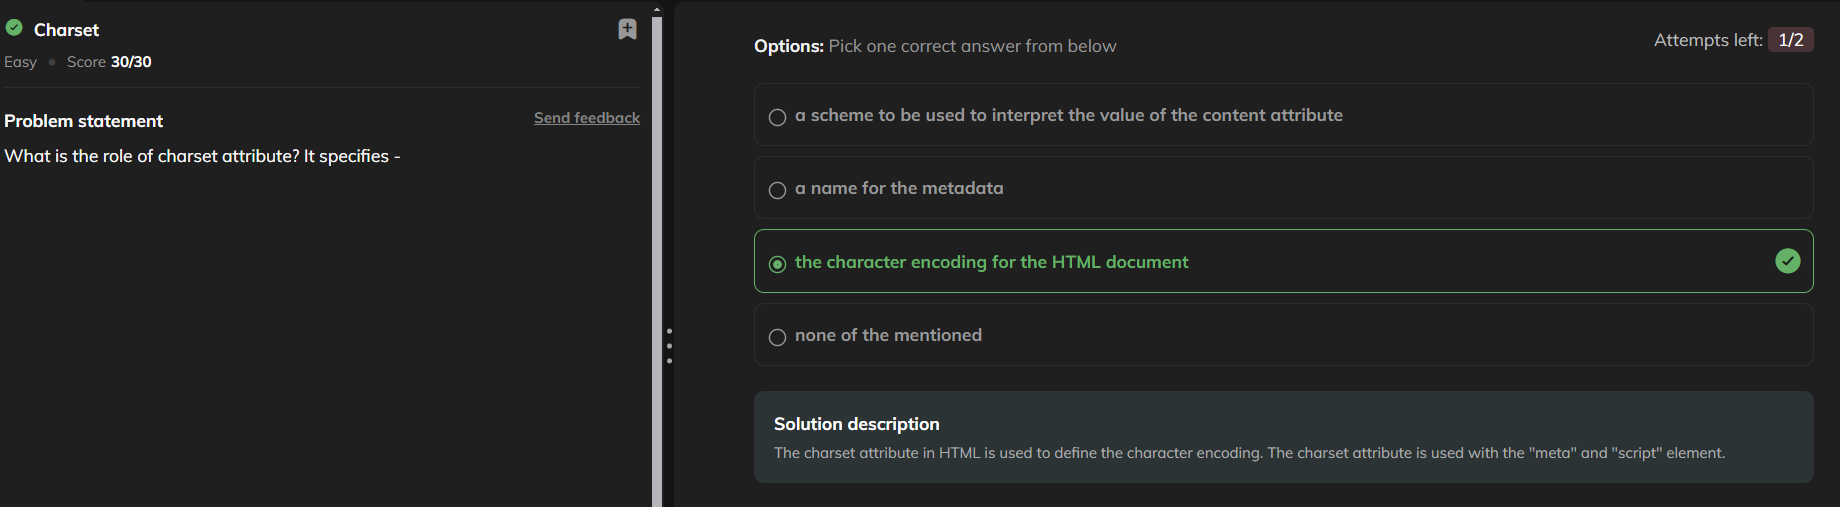 Charset
Easy • Score 30/30
Problem statement
Send feedback
What is the role of charset attribute? It specifies -
Options: Pick one correct answer from below
Attempts left: 1/2
a scheme to be used to interpret the value of the content attribute
a name for the metadata
the character encoding for the HTML document
none of the mentioned
Solution description
The charset attribute in HTML is used to define the character encoding. The charset attribute is used with the "meta" and "script" element.